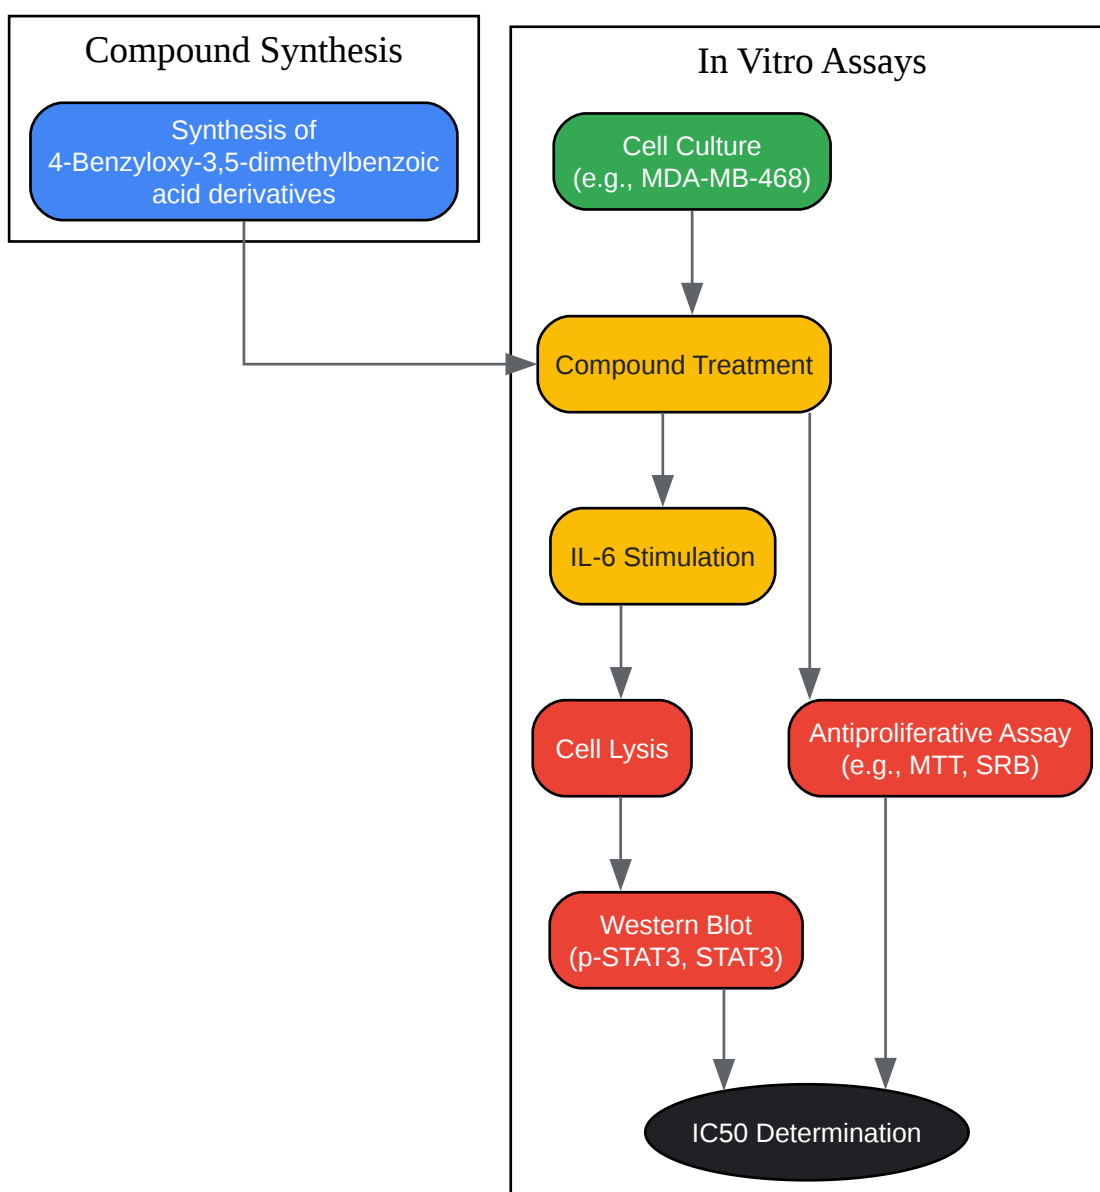 Compound Synthesis
Synthesis of
4-Benzyloxy-3,5-dimethylbenzoic
acid derivatives
In Vitro Assays
Cell Culture
(e.g., MDA-MB-468)
Compound Treatment
IL-6 Stimulation
Cell Lysis
Antiproliferative Assay
(e.g., MTT, SRB)
Western Blot
(p-STAT3, STAT3)
IC50 Determination